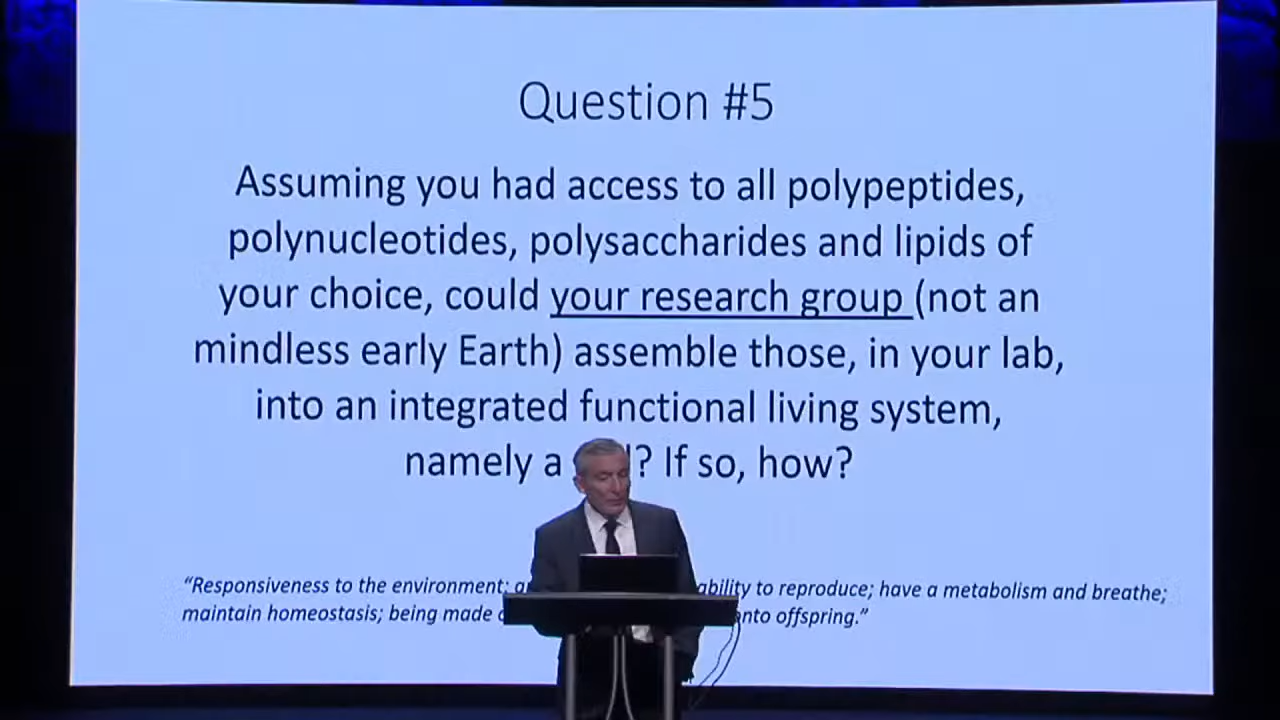 Question #5
Assuming you had access to all polypeptides,
polynucleotides, polysaccharides and lipids of
your choice, could your research group (not an
mindless early Earth) assemble those, in your lab,
into an integrated functional living system,
namely a ? If so, how?
“Responsiveness to the environment; ability to reproduce; have a metabolism and breathe;
maintain homeostasis; being made onto offspring.”